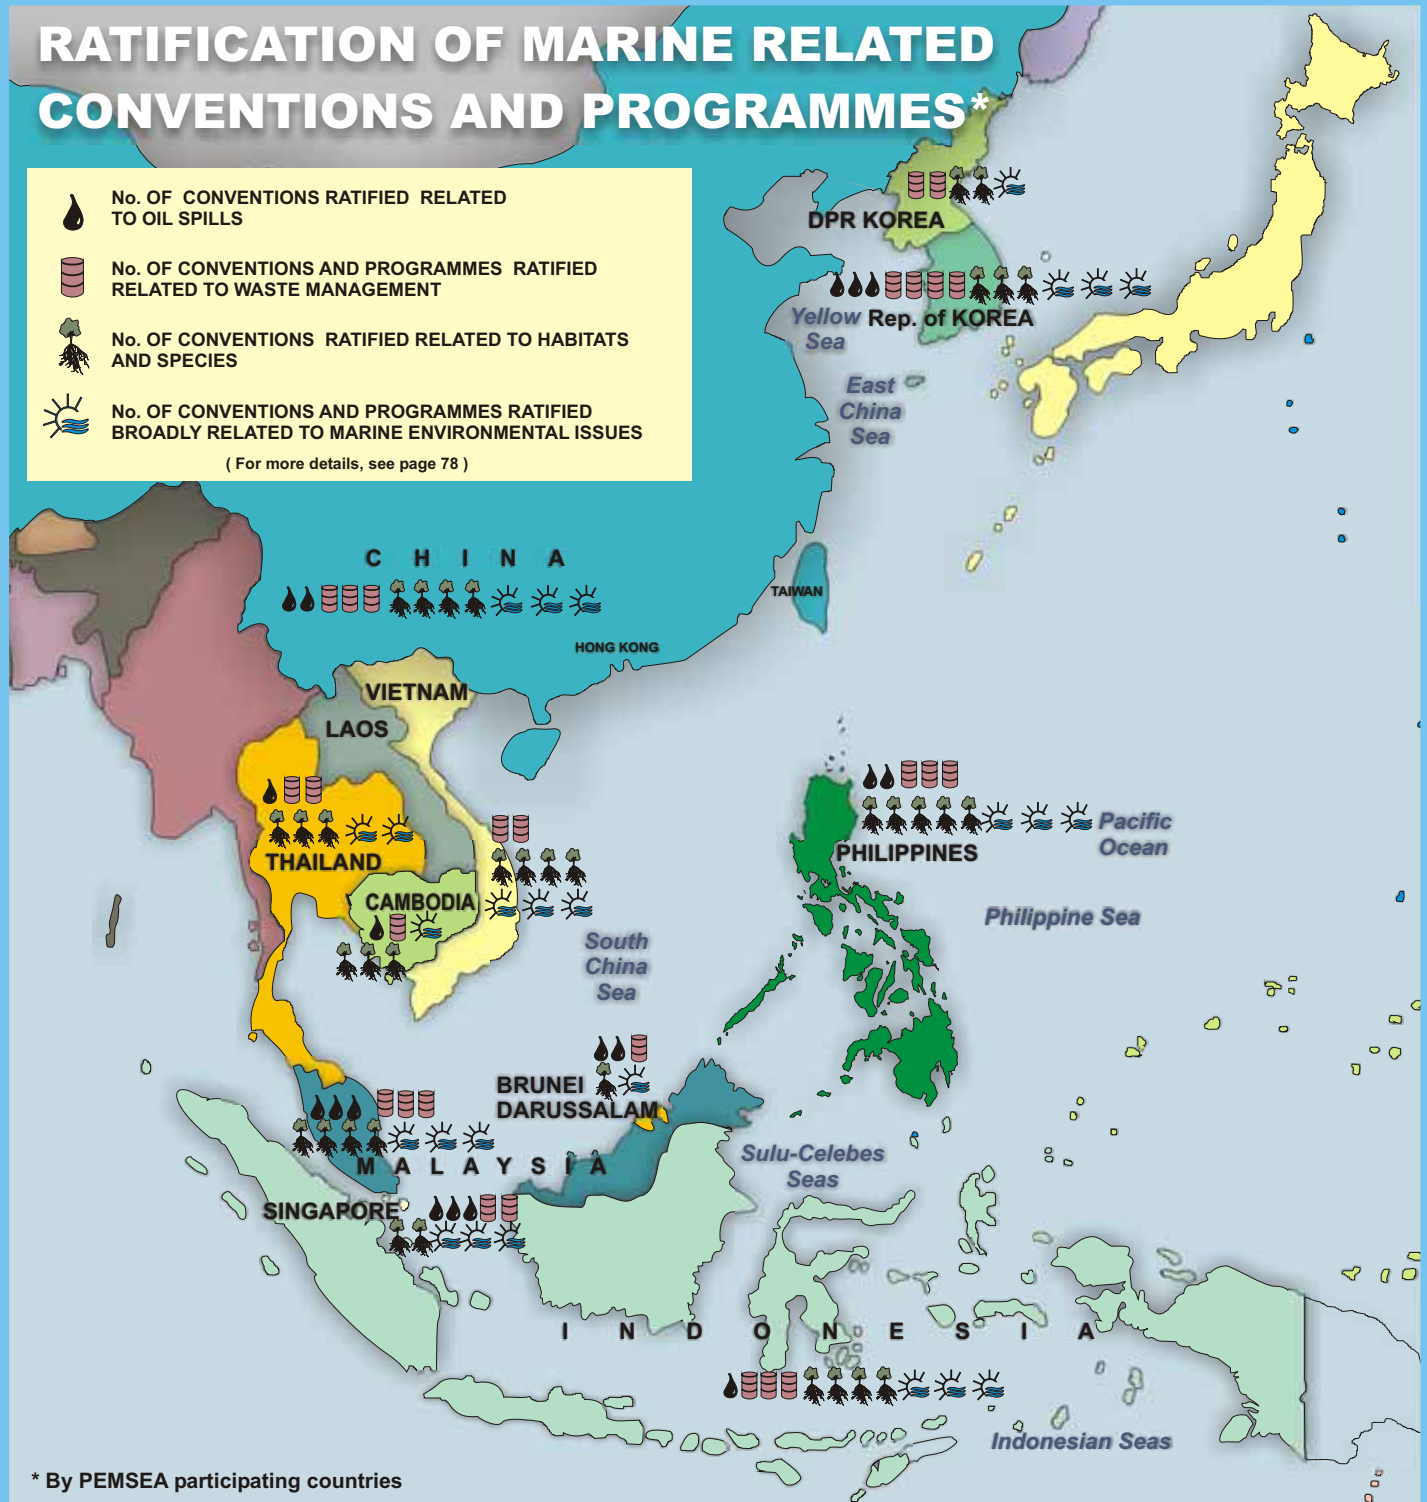 RATIFICATION OF MARINE RELATED
CONVENTIONS AND PROGRAMMES*
No. OF CONVENTIONS RATIFIED RELATED
TO OIL SPILLS
No. OF CONVENTIONS AND PROGRAMMES RATIFIED
RELATED TO WASTE MANAGEMENT
No. OF CONVENTIONS RATIFIED RELATED TO HABITATS
AND SPECIES
No. OF CONVENTIONS AND PROGRAMMES RATIFIED
BROADLY RELATED TO MARINE ENVIRONMENTAL ISSUES
( For more details, see page 78 )
DPR KOREA
Yellow
Sea
Rep. of KOREA
East
China
Sea
CHINA
TAIWAN
HONG KONG
VIETNAM
LAOS
THAILAND
CAMBODIA
PHILIPPINES
Pacific
Ocean
Philippine Sea
South
China
Sea
BRUNEI
DARUSSALAM
MALAYSIA
Sulu-Celebes
Seas
SINGAPORE
INDONESIA
Indonesian Seas
* By PEMSEA participating countries